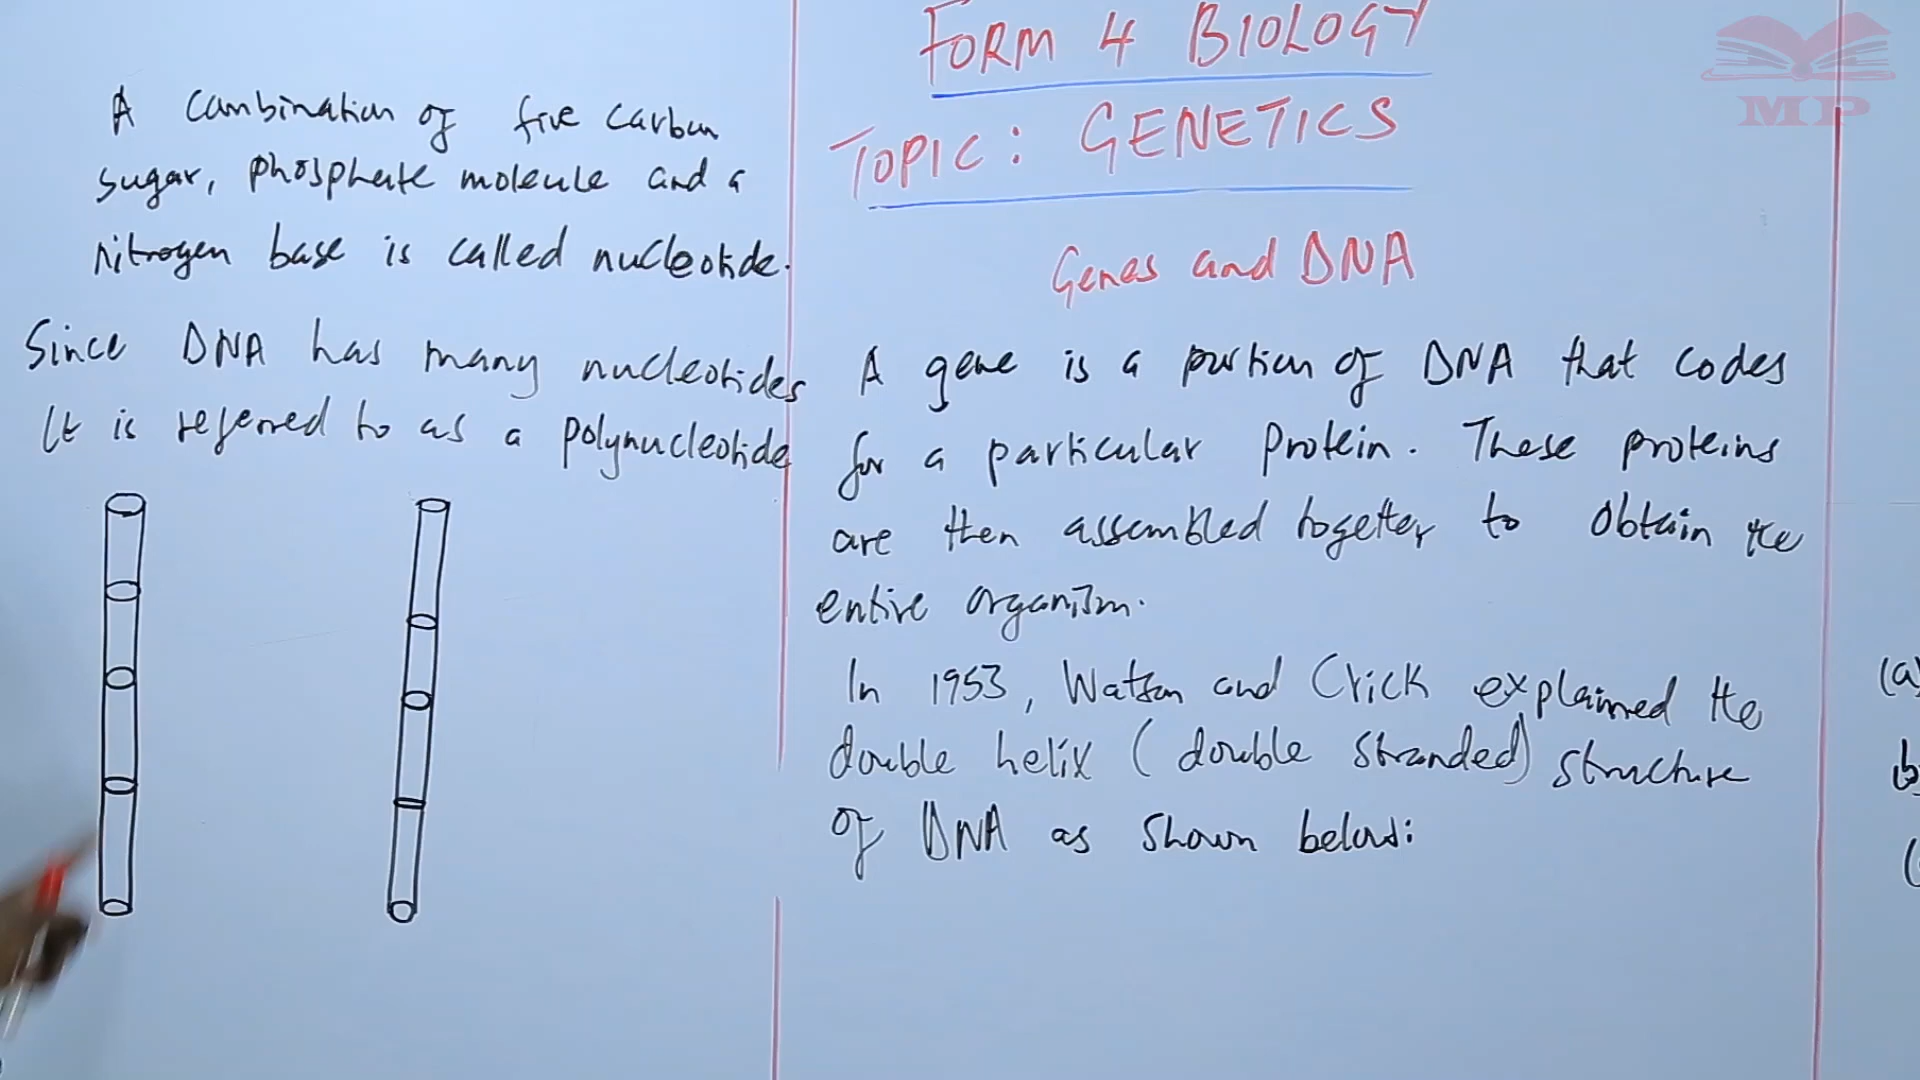 A combination of five carbon
sugar, phosphate molecule and a
nitrogen base is called nucleotide.
Since DNA has many nucleotides
It is referred to as a polynucleotide
FORM 4 BIOLOGY
TOPIC: GENETICS
Genes and DNA
A gene is a portion of DNA that codes
for a particular protein. These proteins
are then assembled together to obtain the
entire organism.
In 1953, Watson and Crick explained the
double helix (double stranded) structure
of DNA as shown below:
MP
(a)
b)
(